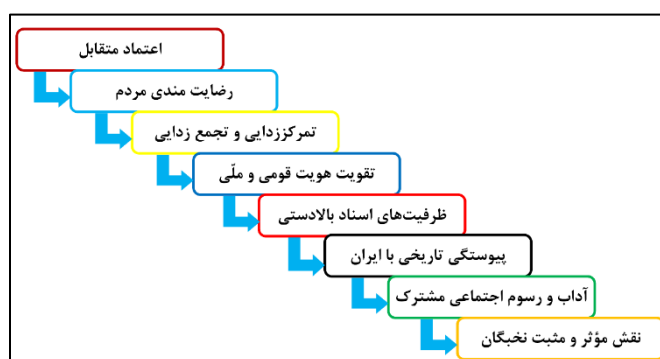 اعتماد متقابل
رضایت مندی مردم
تمرکززدایی و تجمع زدایی
تقویت هویت قومی و ملّی
ظرفیت‌های اسناد بالادستی
پیوستگی تاریخی با ایران
آداب و رسوم اجتماعی مشترک
نقش مؤثر و مثبت نخبگان